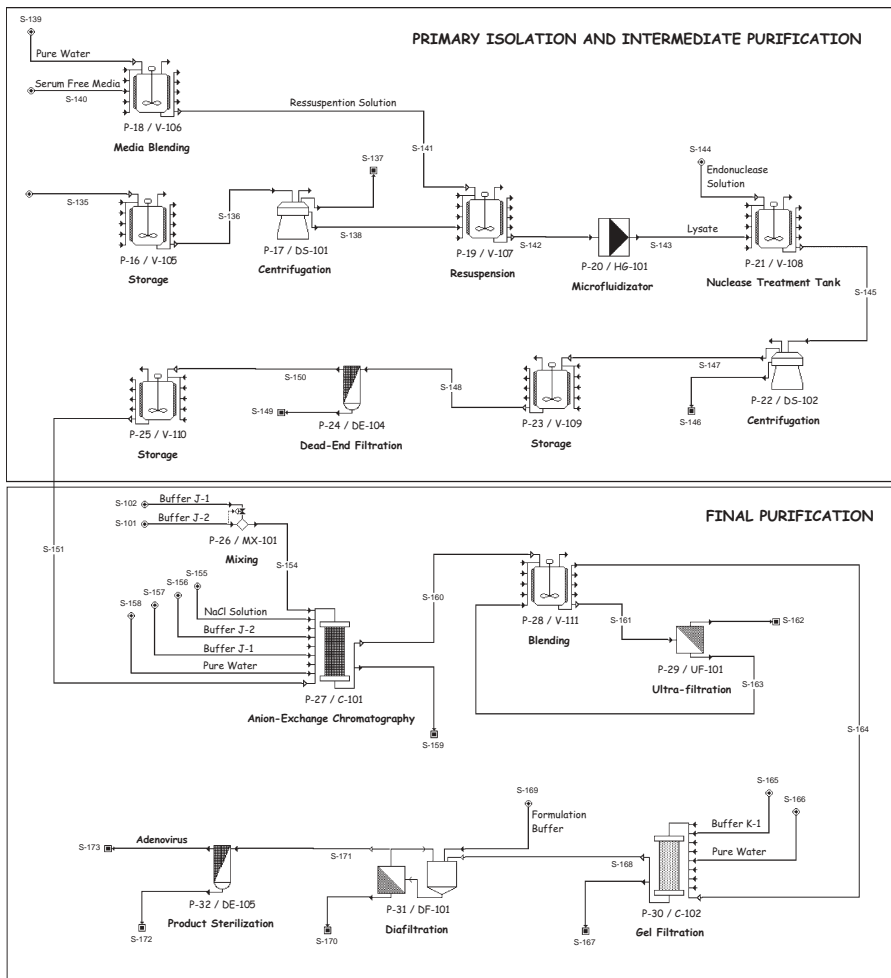 S-139
PRIMARY ISOLATION AND INTERMEDIATE PURIFICATION
Pure Water
Serum Free Media
S-140
Ressuspention Solution
P-18 / V-106
Media Blending
S-141
S-137
S-144
Endonuclease
Solution
S-135
S-136
S-138
P-16 / V-105
Storage
P-17 / DS-101
Centrifugation
P-19 / V-107
Resuspension
S-142
P-20 / HG-101
Microfluidizator
S-143
Lysate
P-21 / V-108
Nuclease Treatment Tank
S-145
S-150
S-148
S-147
S-149
S-146
P-25 / V-110
Storage
P-24 / DE-104
Dead-End Filtration
P-23 / V-109
Storage
P-22 / DS-102
Centrifugation
FINAL PURIFICATION
S-102
Buffer J-1
S-101
Buffer J-2
P-26 / MX-101
Mixing
S-151
S-154
S-155
S-156
S-157
S-158
NaCl Solution
Buffer J-2
Buffer J-1
Pure Water
P-27 / C-101
Anion-Exchange Chromatography
S-160
S-159
P-28 / V-111
Blending
S-161
S-162
P-29 / UF-101
Ultra-filtration
S-163
S-164
S-165
S-166
Buffer K-1
Pure Water
S-169
Formulation
Buffer
S-173
Adenovirus
S-171
S-168
P-32 / DE-105
Product Sterilization
S-172
P-31 / DF-101
Diafiltration
S-170
P-30 / C-102
Gel Filtration
S-167